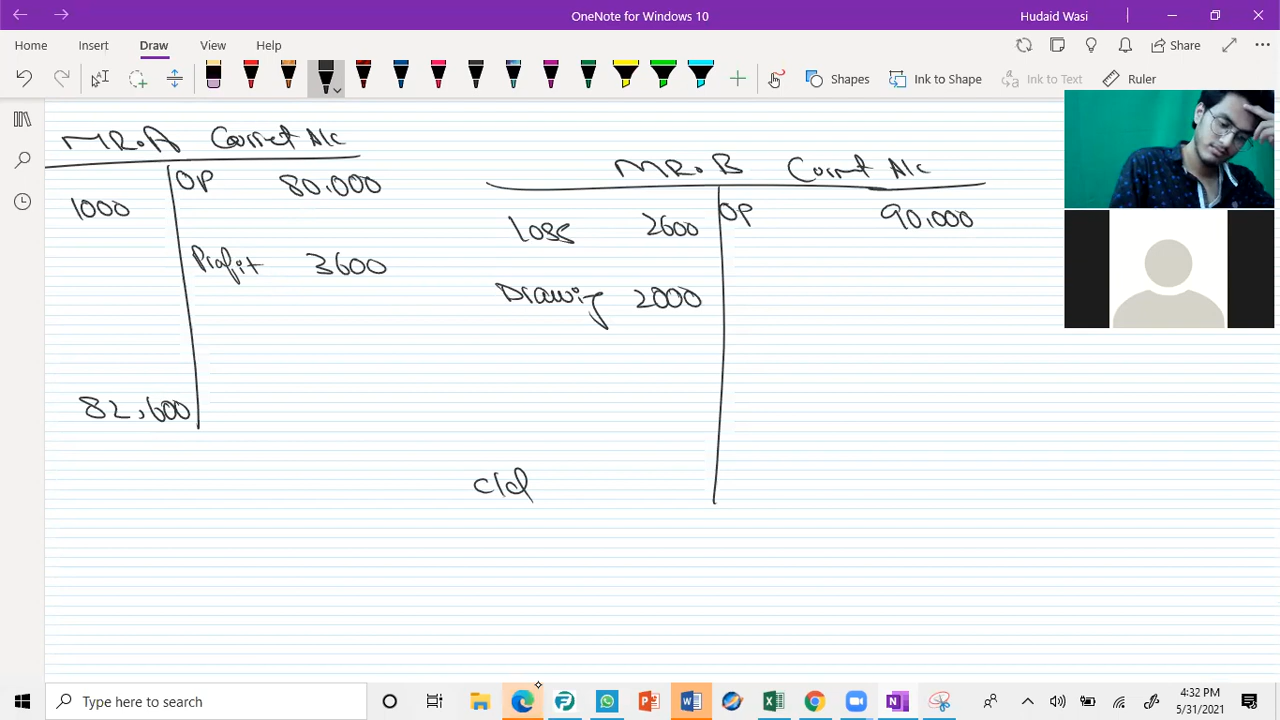 OneNote for Windows 10
Hudaid Wasi
Home Insert Draw View Help
Share
Shapes
Ink to Shape
Ink to Text
Ruler
MR.A Corret A/c
OP 80,000
1000
Profit 3600
82,600
MR.B Curret A/c
Loss 2600 OP 90,000
Drawing 2000
c/d
Type here to search
4:32 PM
5/31/2021